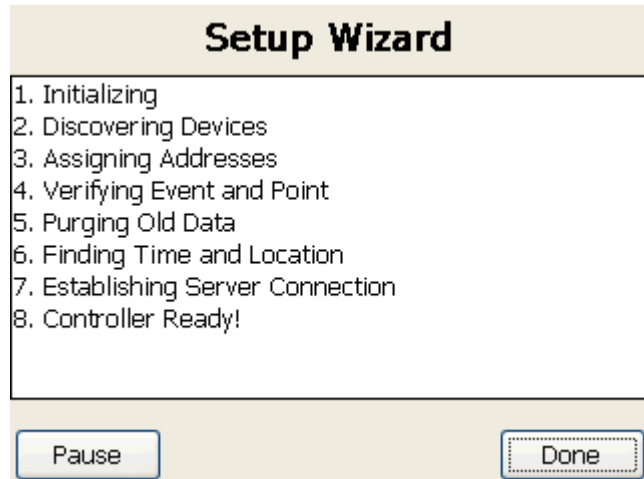 Setup Wizard
1. Initializing
2. Discovering Devices
3. Assigning Addresses
4. Verifying Event and Point
5. Purging Old Data
6. Finding Time and Location
7. Establishing Server Connection
8. Controller Ready!
Pause
Done